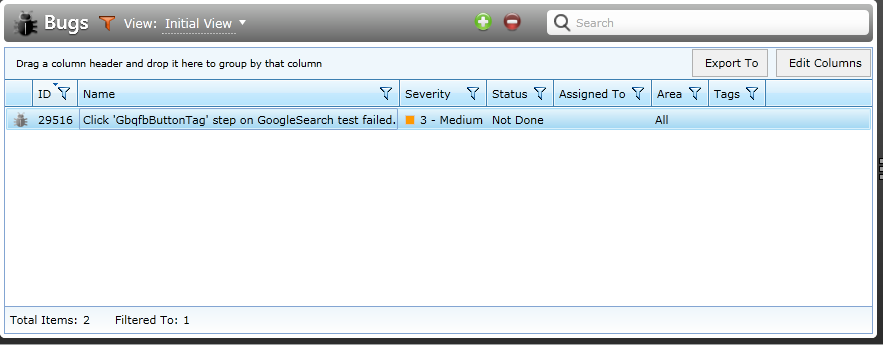 Bugs View: Initial View Search
Drag a column header and drop it here to group by that column Export To Edit Columns
ID Name Severity Status Assigned To Area Tags
29516 Click 'GbqfbButtonTag' step on GoogleSearch test failed. 3 - Medium Not Done All
Total Items: 2 Filtered To: 1